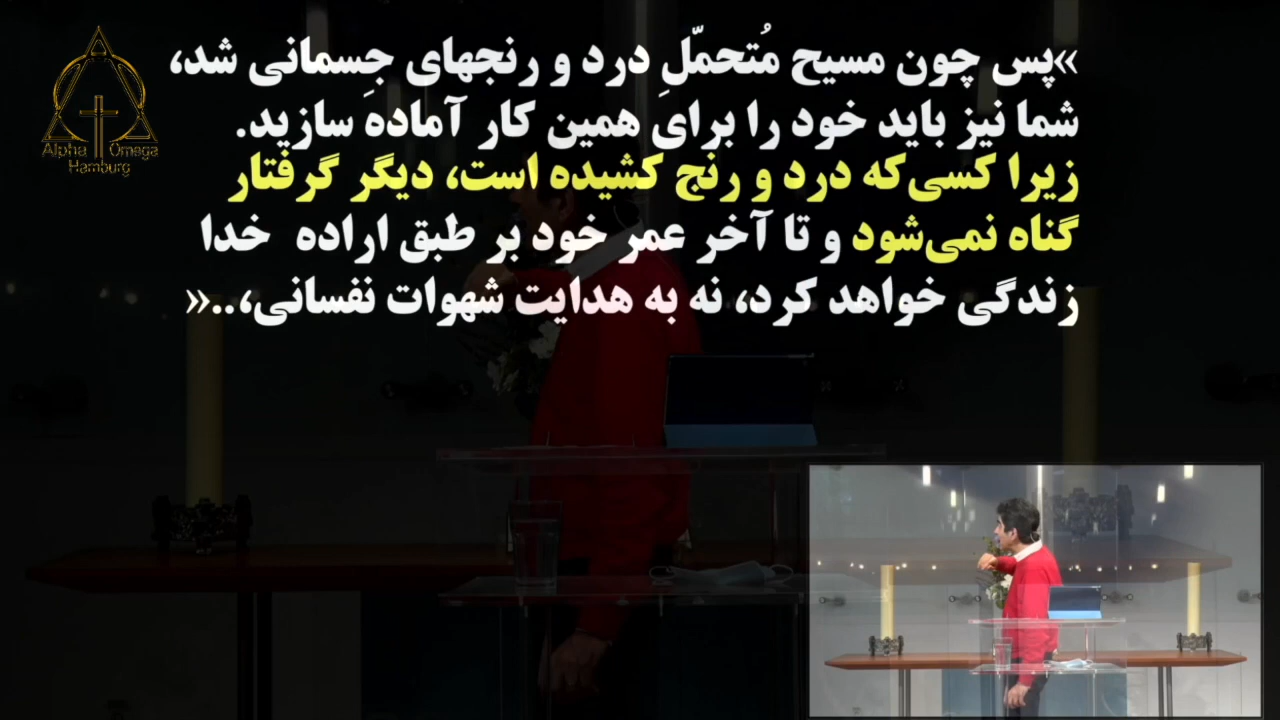 »پس چون مسیح مُتحمّلِ درد و رنجهای جِسمانی شد،
شما نیز باید خود را برای همین کار آماده سازید.
زیرا کسی‌که درد و رنج کشیده است، دیگر گرفتار
گناه نمی‌شود و تا آخر عمر خود بر طبق اراده خدا
زندگی خواهد کرد، نه به هدایت شهوات نفسانی،..«
Alpha Omega
Hamburg